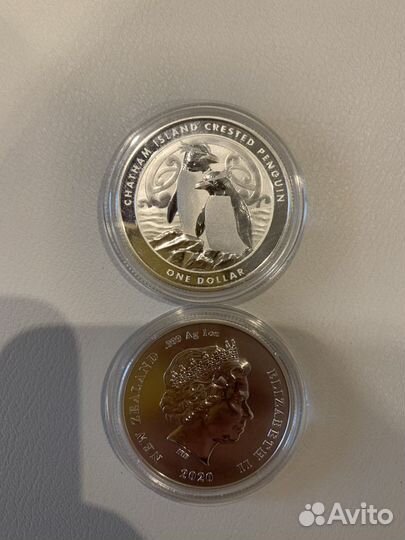 CHATHAM ISLAND CRESTED PENGUIN
ONE DOLLAR
.999 Ag 1oz
NEW ZEALAND
ELIZABETH II
2020
Avito